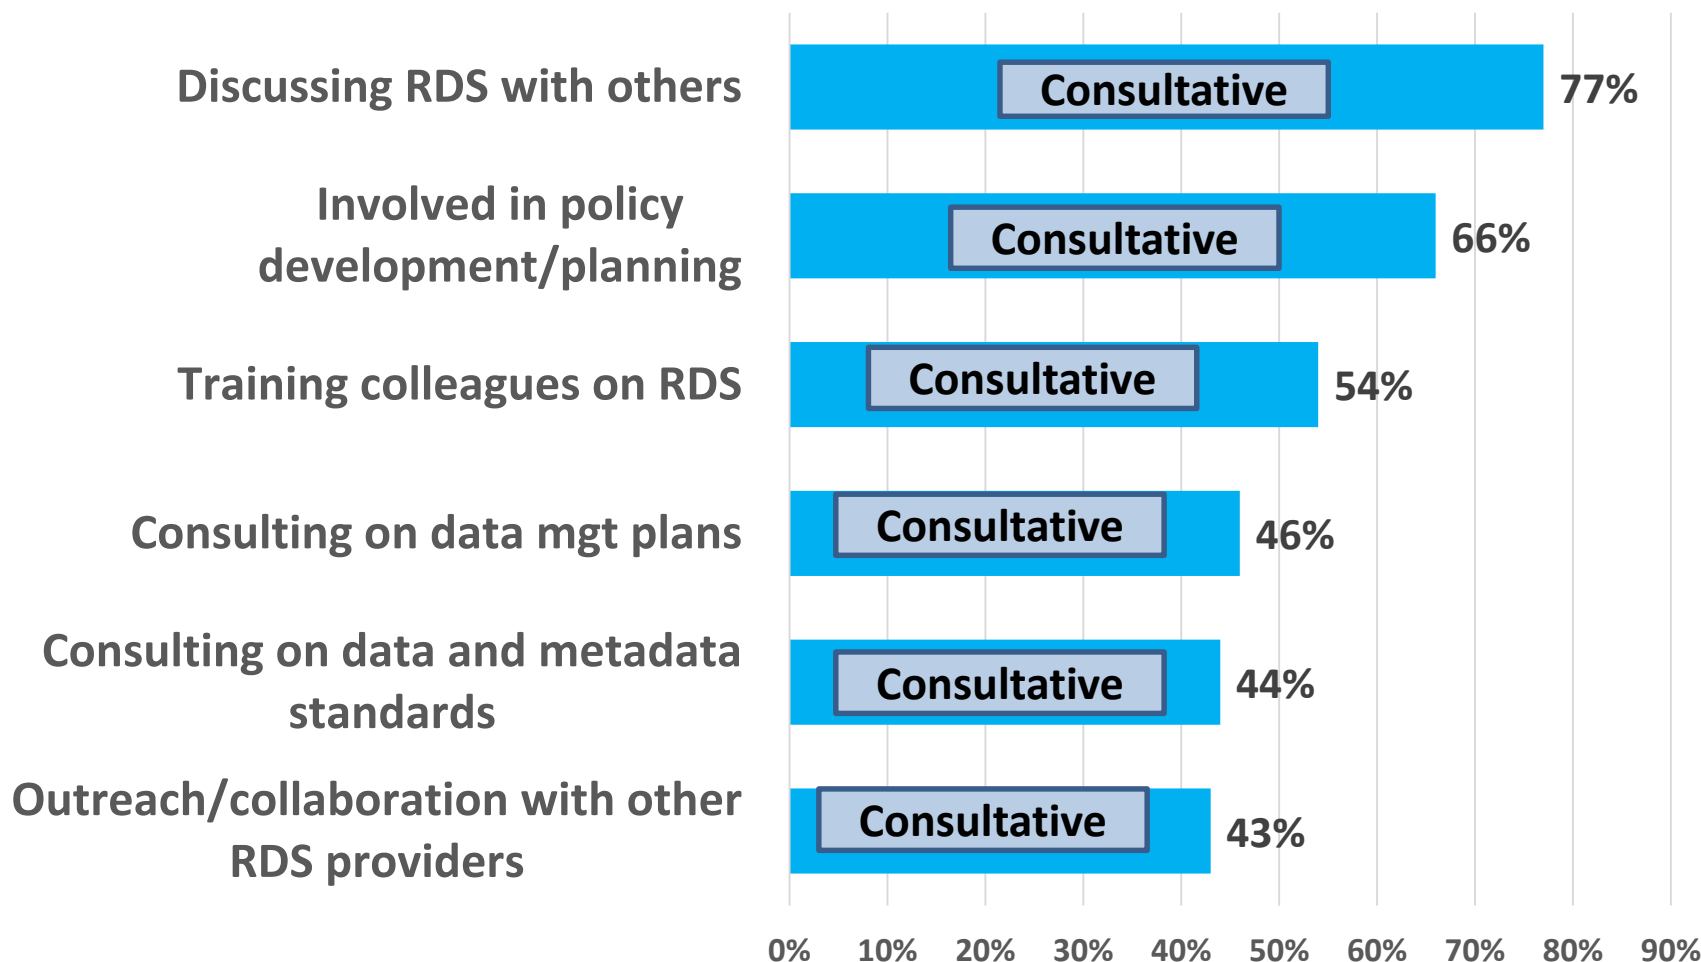 Discussing RDS with others
Consultative
77%
Involved in policy
development/planning
Consultative
66%
Training colleagues on RDS
Consultative
54%
Consulting on data mgt plans
Consultative
46%
Consulting on data and metadata
standards
Consultative
44%
Outreach/collaboration with other
RDS providers
Consultative
43%
0% 10% 20% 30% 40% 50% 60% 70% 80% 90%